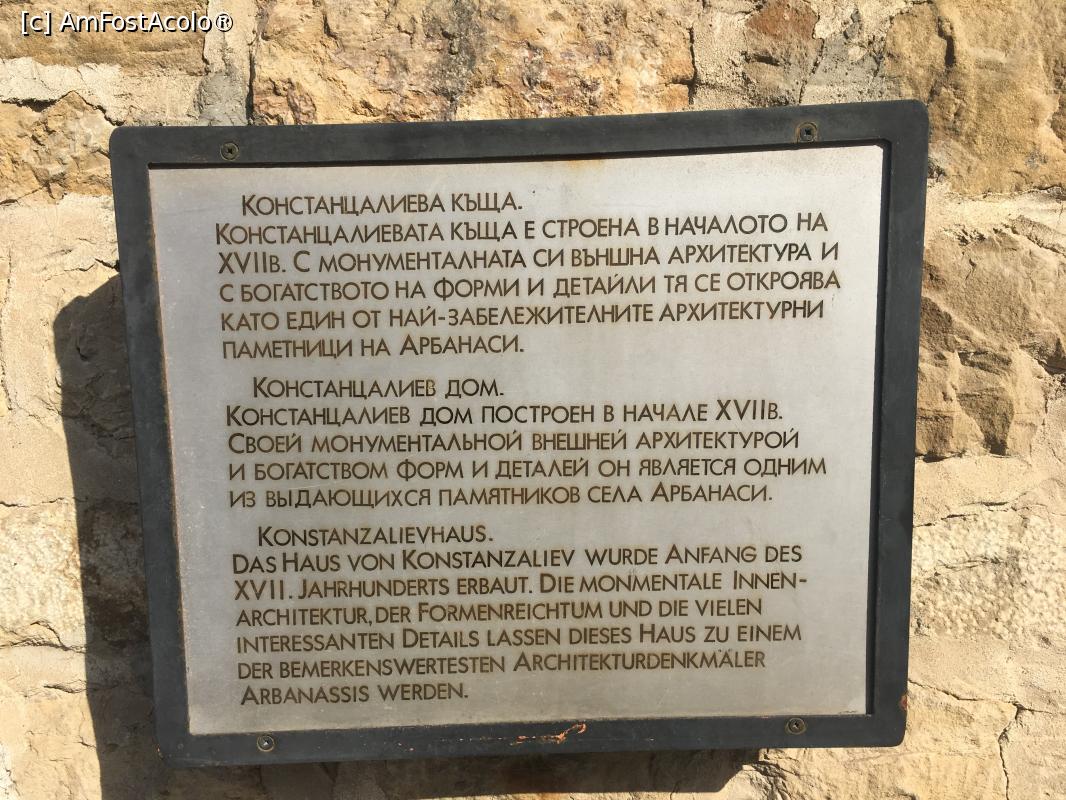 [c] AmFostAcolo®
КОНСТАНЦАЛИЕВА КЪЩА.
КОНСТАНЦАЛИЕВАТА КЪЩА Е СТРОЕНА В НАЧАЛОТО НА
XVIIВ. С МОНУМЕНТАЛНАТА СИ ВЪНШНА АРХИТЕКТУРА И
С БОГАТСТВОТО НА ФОРМИ И ДЕТАЙЛИ ТЯ СЕ ОТКРОЯВА
КАТО ЕДИН ОТ НАЙ-ЗАБЕЛЕЖИТЕЛНИТЕ АРХИТЕКТУРНИ
ПАМЕТНИЦИ НА АРБАНАСИ.
КОНСТАНЦАЛИЕВ ДОМ.
КОНСТАНЦАЛИЕВ ДОМ ПОСТРОЕН В НАЧАЛЕ XVIIВ.
СВОЕЙ МОНУМЕНТАЛЬНОЙ ВНЕШНЕЙ АРХИТЕКТУРОЙ
И БОГАТСТВОМ ФОРМ И ДЕТАЛЕЙ ОН ЯВЛЯЕТСЯ ОДНИМ
ИЗ ВЫДАЮЩИХСЯ ПАМЯТНИКОВ СЕЛА АРБАНАСИ.
KONSTANZALIEVHAUS.
DAS HAUS VON KONSTANZALIEV WURDE ANFANG DES
XVII. JAHRHUNDERTS ERBAUT. DIE MONIMENTALE INNEN-
ARCHITEKTUR, DER FORMENREICHTUM UND DIE VIELEN
INTERESSANTEN DETAILS LASSEN DIESES HAUS ZU EINEM
DER BEMERKENSWERTESTEN ARCHITEKTURDENKMÄLER
ARBANASSIS WERDEN.